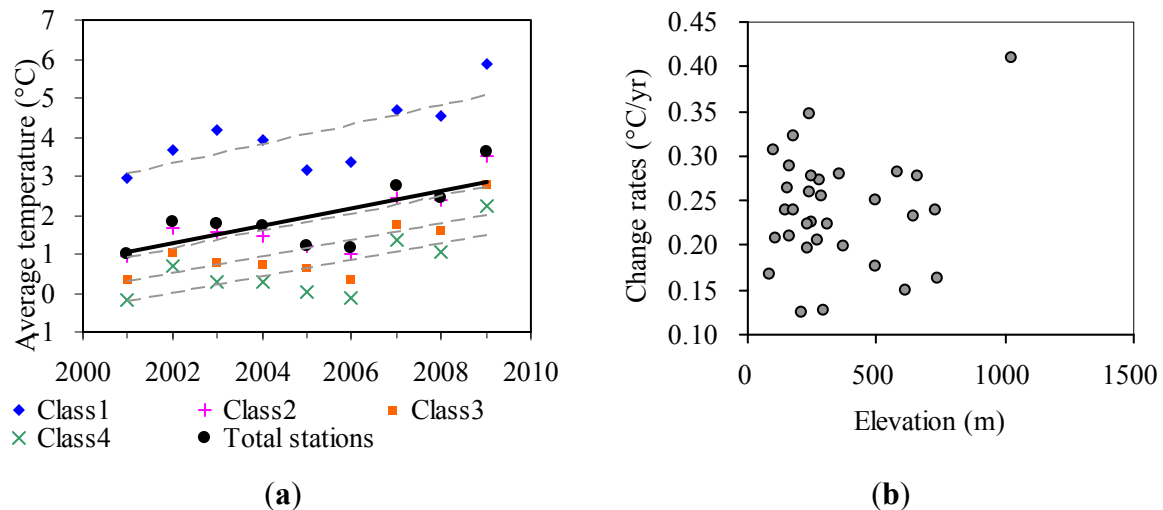 7
6
5
4
3
2
1
0
1
Average temperature (°C)
2000 2002 2004 2006 2008 2010
Class1 Class2 Class3
Class4 Total stations
(a)
0.45
0.40
0.35
0.30
0.25
0.20
0.15
0.10
Change rates (°C/yr)
0 500 1000 1500
Elevation (m)
(b)